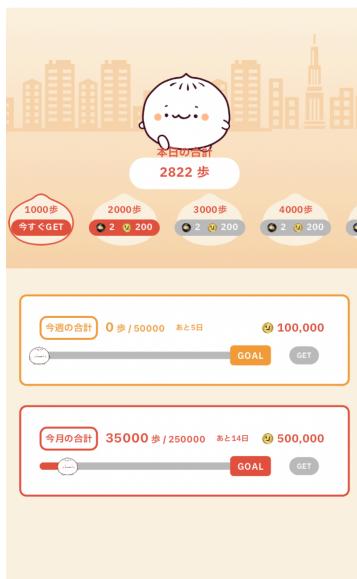 本日の合計
2822 歩
1000歩
今すぐGET
2000歩
2 200
3000歩
2 200
4000歩
2 200
今週の合計 0 歩 / 50000 あと5日 100,000
GOAL GET
今月の合計 35000 歩 / 250000 あと14日 500,000
GOAL GET